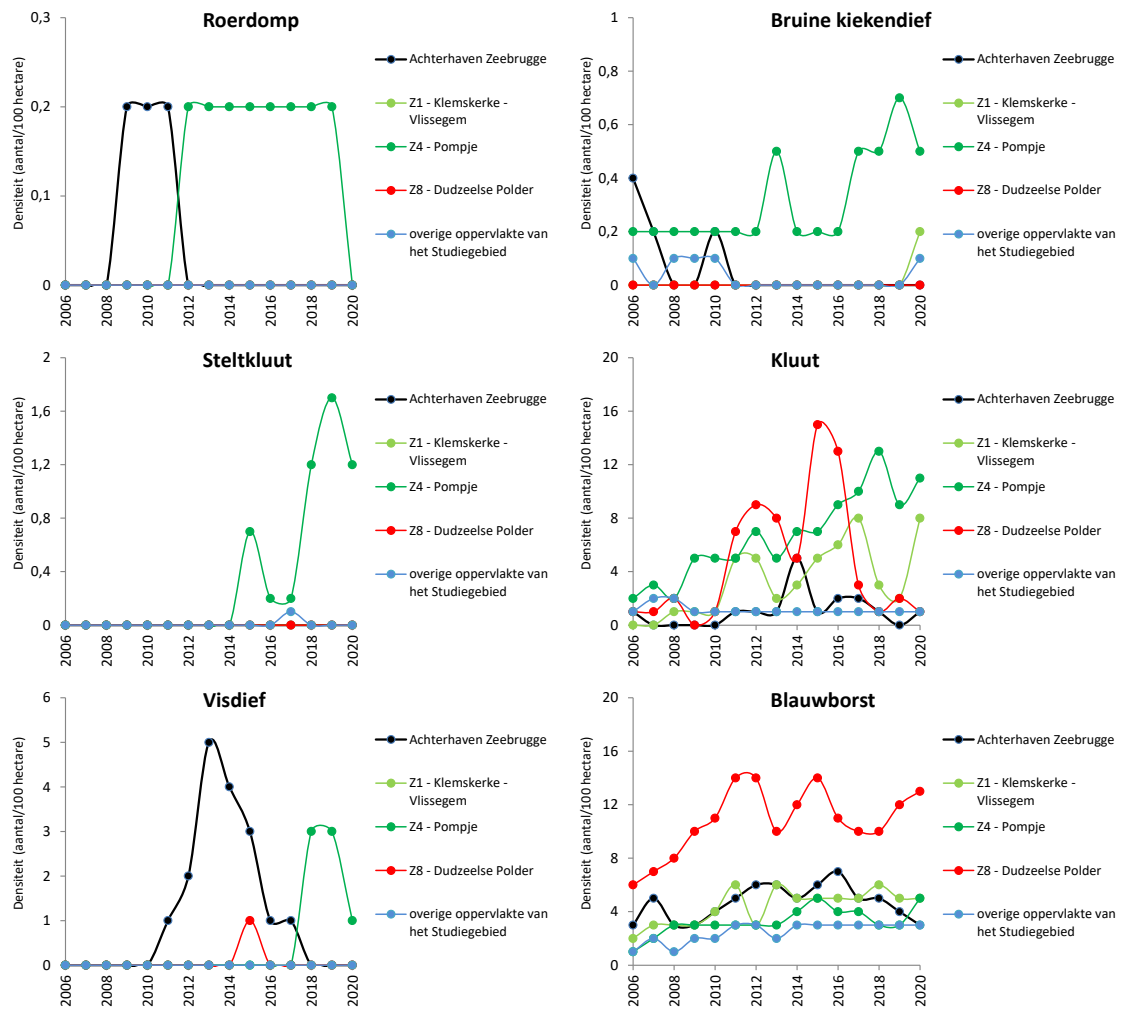 Roerdomp
Densiteit (aantal/100 hectare)
0,3
0,2
0,1
0
2006
2008
2010
2012
2014
2016
2018
2020
Achterhaven Zeebrugge
Z1 - Klemskerke -
Vlissegem
Z4 - Pompje
Z8 - Dudzeelse Polder
overige oppervlakte van
het Studiegebied
Bruine kiekendief
Densiteit (aantal/100 hectare)
1
0,8
0,6
0,4
0,2
0
2006
2008
2010
2012
2014
2016
2018
2020
Achterhaven Zeebrugge
Z1 - Klemskerke -
Vlissegem
Z4 - Pompje
Z8 - Dudzeelse Polder
overige oppervlakte van
het Studiegebied
Steltkluut
Densiteit (aantal/100 hectare)
2
1,6
1,2
0,8
0,4
0
2006
2008
2010
2012
2014
2016
2018
2020
Achterhaven Zeebrugge
Z1 - Klemskerke -
Vlissegem
Z4 - Pompje
Z8 - Dudzeelse Polder
overige oppervlakte van
het Studiegebied
Kluut
Densiteit (aantal/100 hectare)
20
16
12
8
4
0
2006
2008
2010
2012
2014
2016
2018
2020
Achterhaven Zeebrugge
Z1 - Klemskerke -
Vlissegem
Z4 - Pompje
Z8 - Dudzeelse Polder
overige oppervlakte van
het Studiegebied
Visdief
Densiteit (aantal/100 hectare)
6
5
4
3
2
1
0
2006
2008
2010
2012
2014
2016
2018
2020
Achterhaven Zeebrugge
Z1 - Klemskerke -
Vlissegem
Z4 - Pompje
Z8 - Dudzeelse Polder
overige oppervlakte van
het Studiegebied
Blauwborst
Densiteit (aantal/100 hectare)
20
16
12
8
4
0
2006
2008
2010
2012
2014
2016
2018
2020
Achterhaven Zeebrugge
Z1 - Klemskerke -
Vlissegem
Z4 - Pompje
Z8 - Dudzeelse Polder
overige oppervlakte van
het Studiegebied